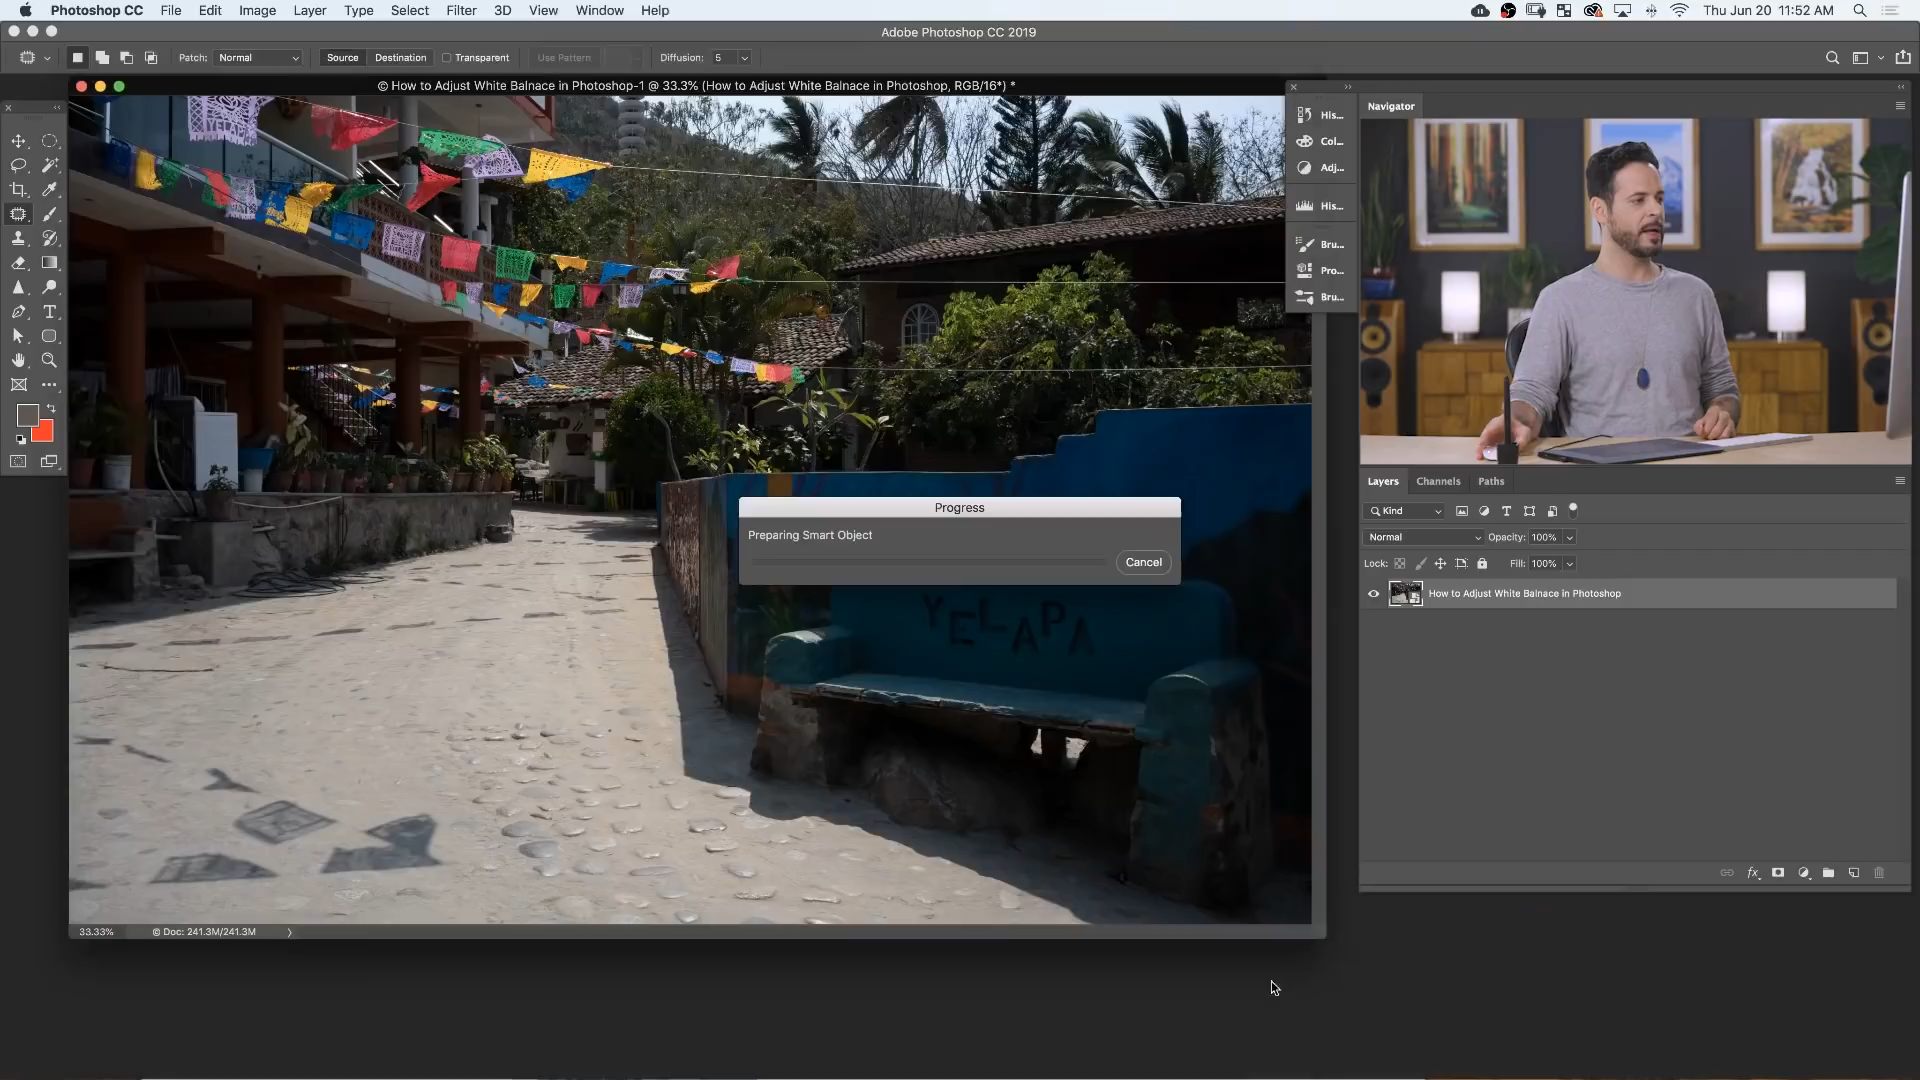 Photoshop CC File Edit Image Layer Type Select Filter 3D View Window Help Thu Jun 20 11:52 AM
Adobe Photoshop CC 2019
Patch: Normal Source Destination Transparent Use Pattern Diffusion: 5
© How to Adjust White Balnace in Photoshop-1 @ 33.3% (How to Adjust White Balnace in Photoshop, RGB/16*) *
Navigator
His...
Col...
Adj...
His...
Bru...
Pro...
Bru...
Layers Channels Paths
Kind
Normal Opacity: 100%
Lock: Fill: 100%
How to Adjust White Balnace in Photoshop
Progress
Preparing Smart Object
Cancel
YELAPA
33.33% © Doc: 241.3M/241.3M